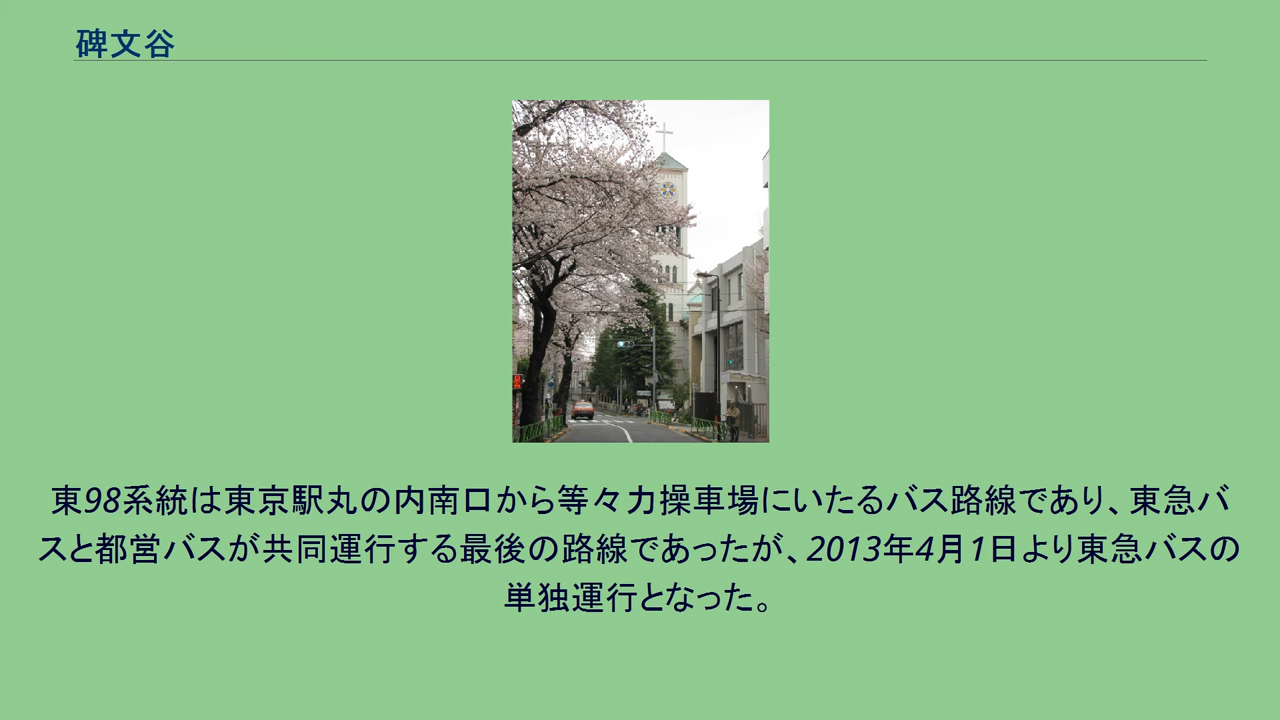 碑文谷
東98系統は東京駅丸の内南口から等々力操車場にいたるバス路線であり、東急バ
スと都営バスが共同運行する最後の路線であったが、2013年4月1日より東急バスの
単独運行となった。